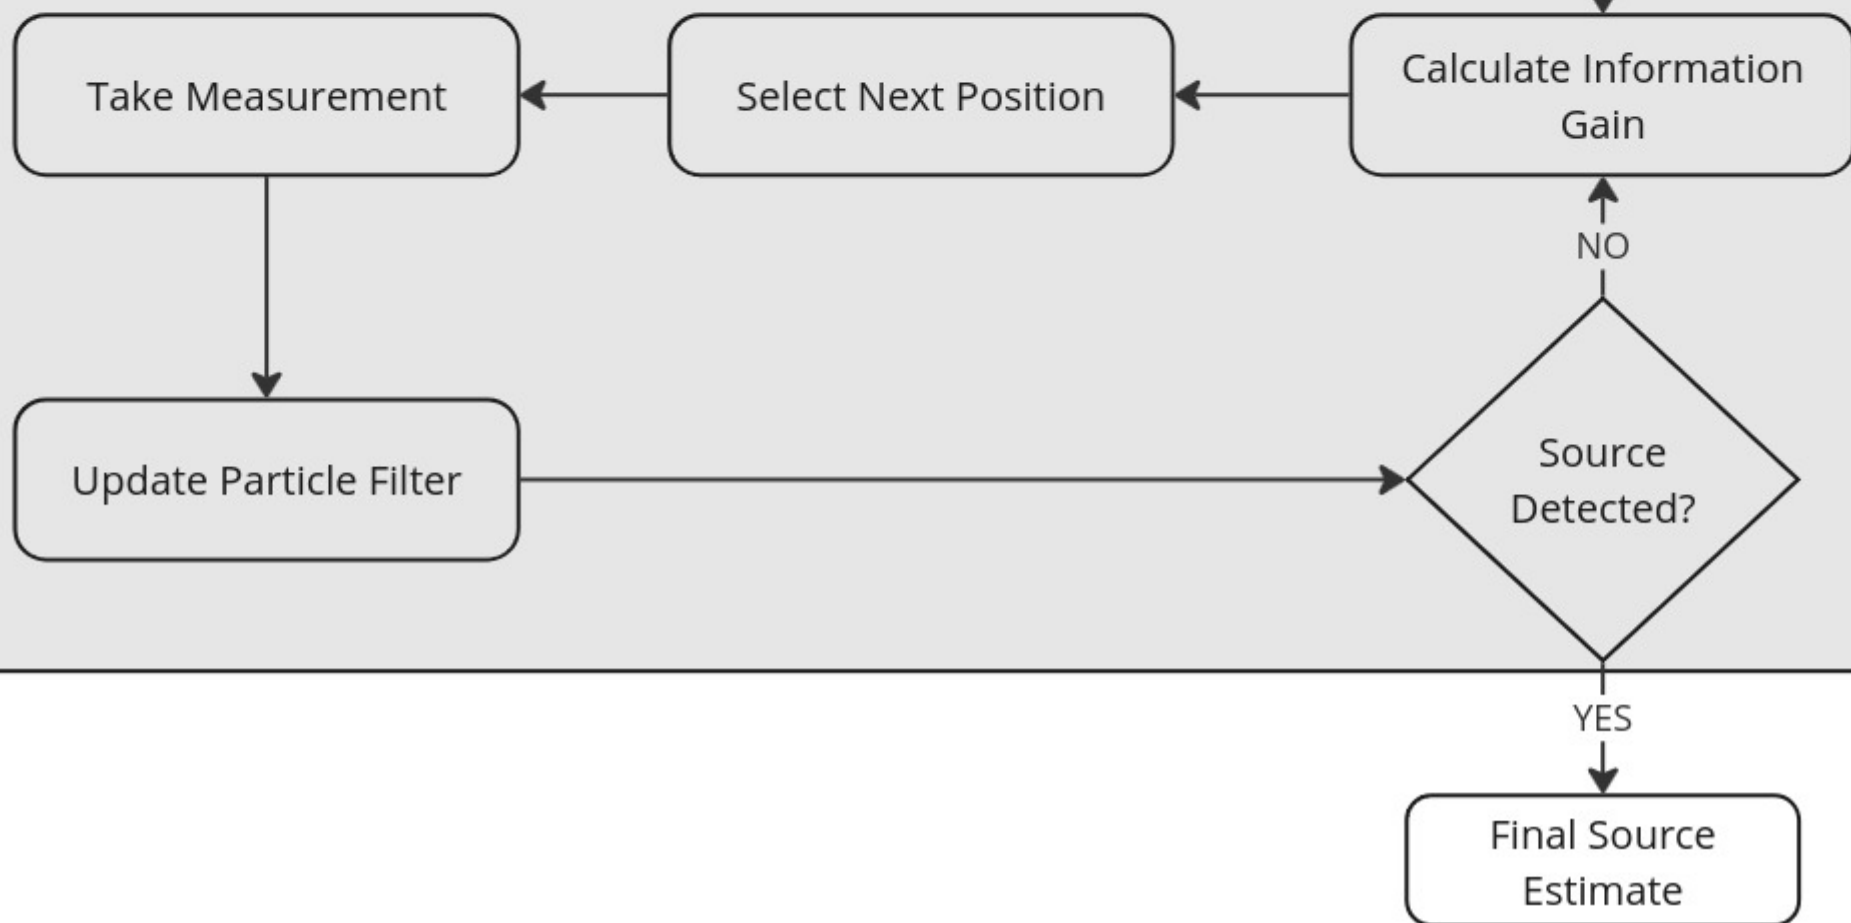 Take Measurement
Select Next Position
Calculate Information
Gain
NO
Update Particle Filter
Source
Detected?
YES
Final Source
Estimate